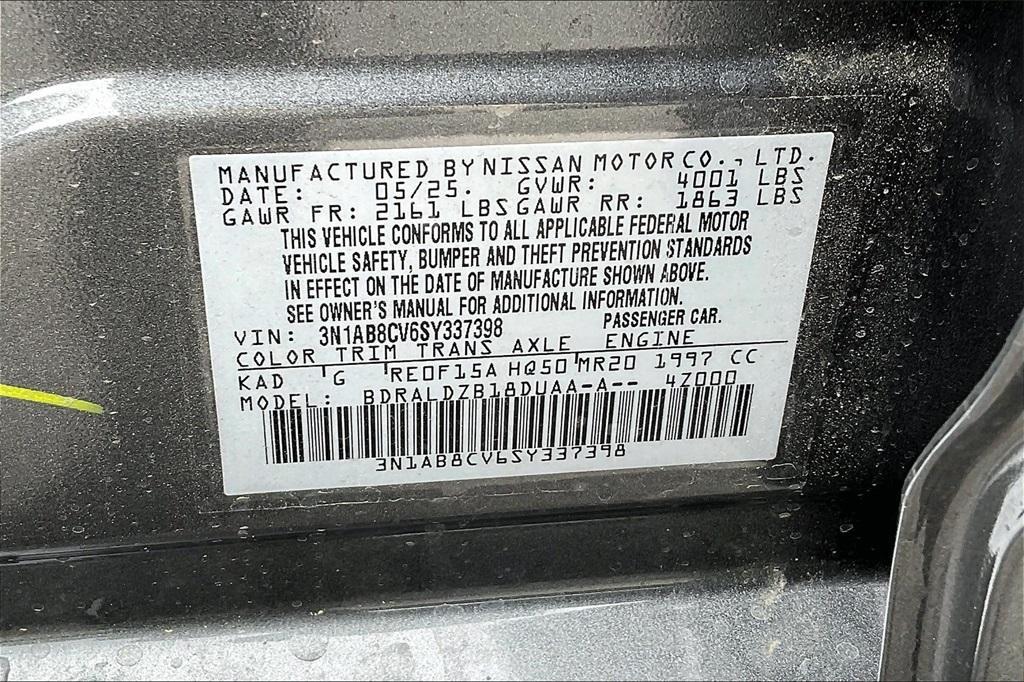 MANUFACTURED BY NISSAN MOTOR CO., LTD.
DATE: 05/25. GVWR: 4001 LBS
GAWR FR: 2161 LBS GAWR RR: 1863 LBS
THIS VEHICLE CONFORMS TO ALL APPLICABLE FEDERAL MOTOR
VEHICLE SAFETY, BUMPER AND THEFT PREVENTION STANDARDS
IN EFFECT ON THE DATE OF MANUFACTURE SHOWN ABOVE.
SEE OWNER'S MANUAL FOR ADDITIONAL INFORMATION.
VIN: 3N1AB8CV6SY337398 PASSENGER CAR.
COLOR TRIM TRANS AXLE ENGINE
KAD G RE0F15A HQ50 MR20 1997 CC
MODEL: BDRALDZB18DUAA-A-- 4Z000
3N1AB8CV6SY337398